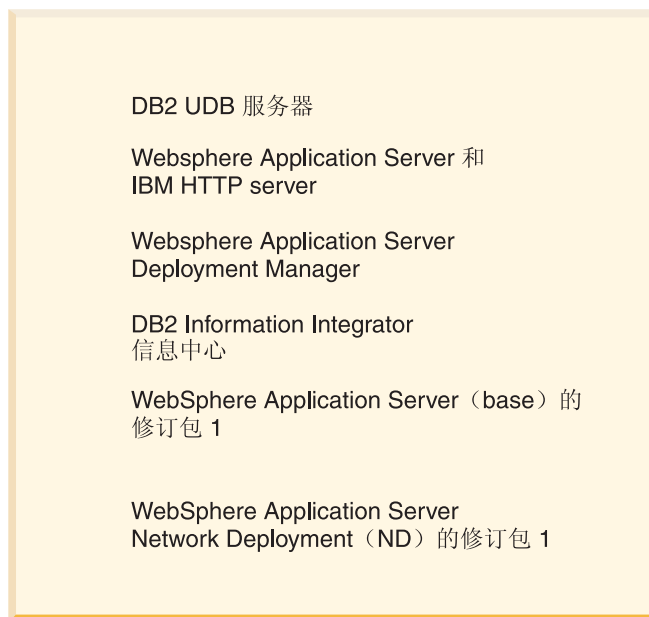 DB2 UDB 服务器
Websphere Application Server 和
IBM HTTP server
Websphere Application Server
Deployment Manager
DB2 Information Integrator
信息中心
WebSphere Application Server（base）的
修订包 1
WebSphere Application Server
Network Deployment（ND）的修订包 1